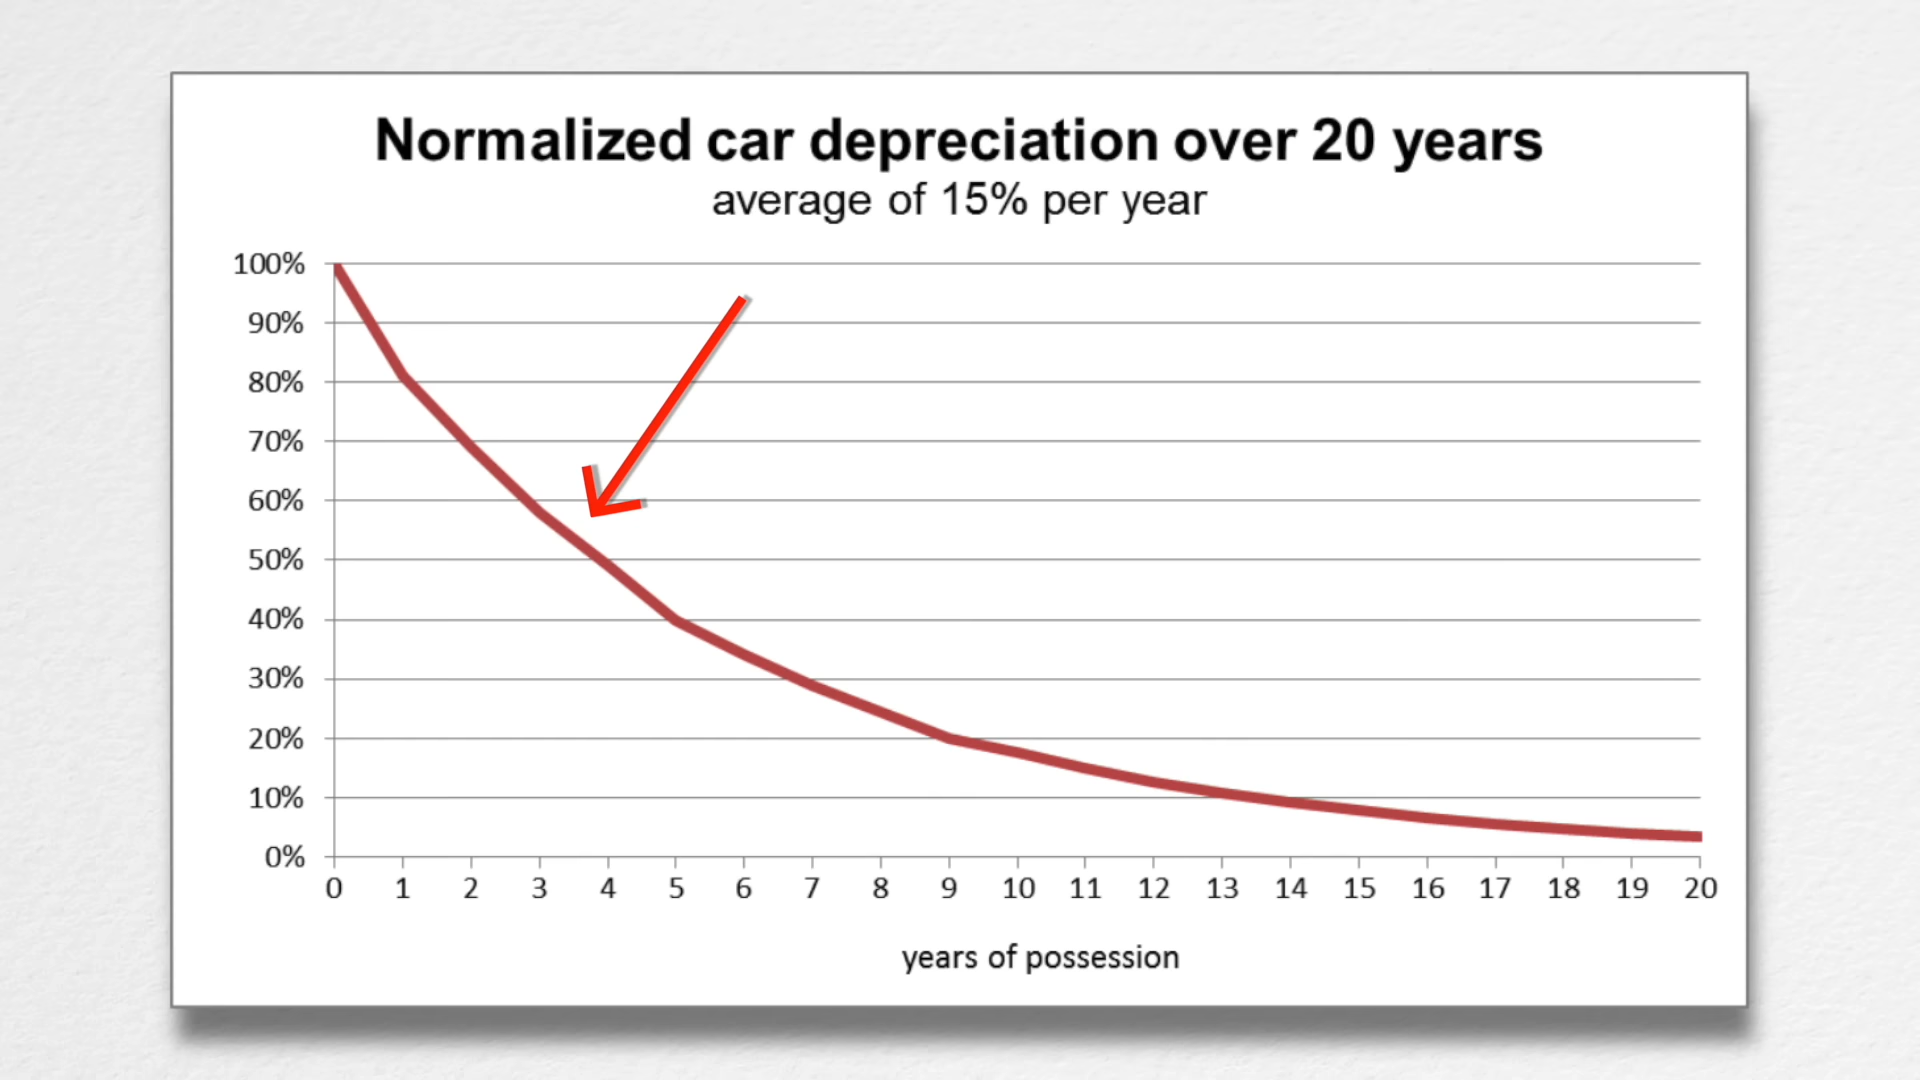 Normalized car depreciation over 20 years
average of 15% per year
100%
90%
80%
70%
60%
50%
40%
30%
20%
10%
0%
0 1 2 3 4 5 6 7 8 9 10 11 12 13 14 15 16 17 18 19 20
years of possession